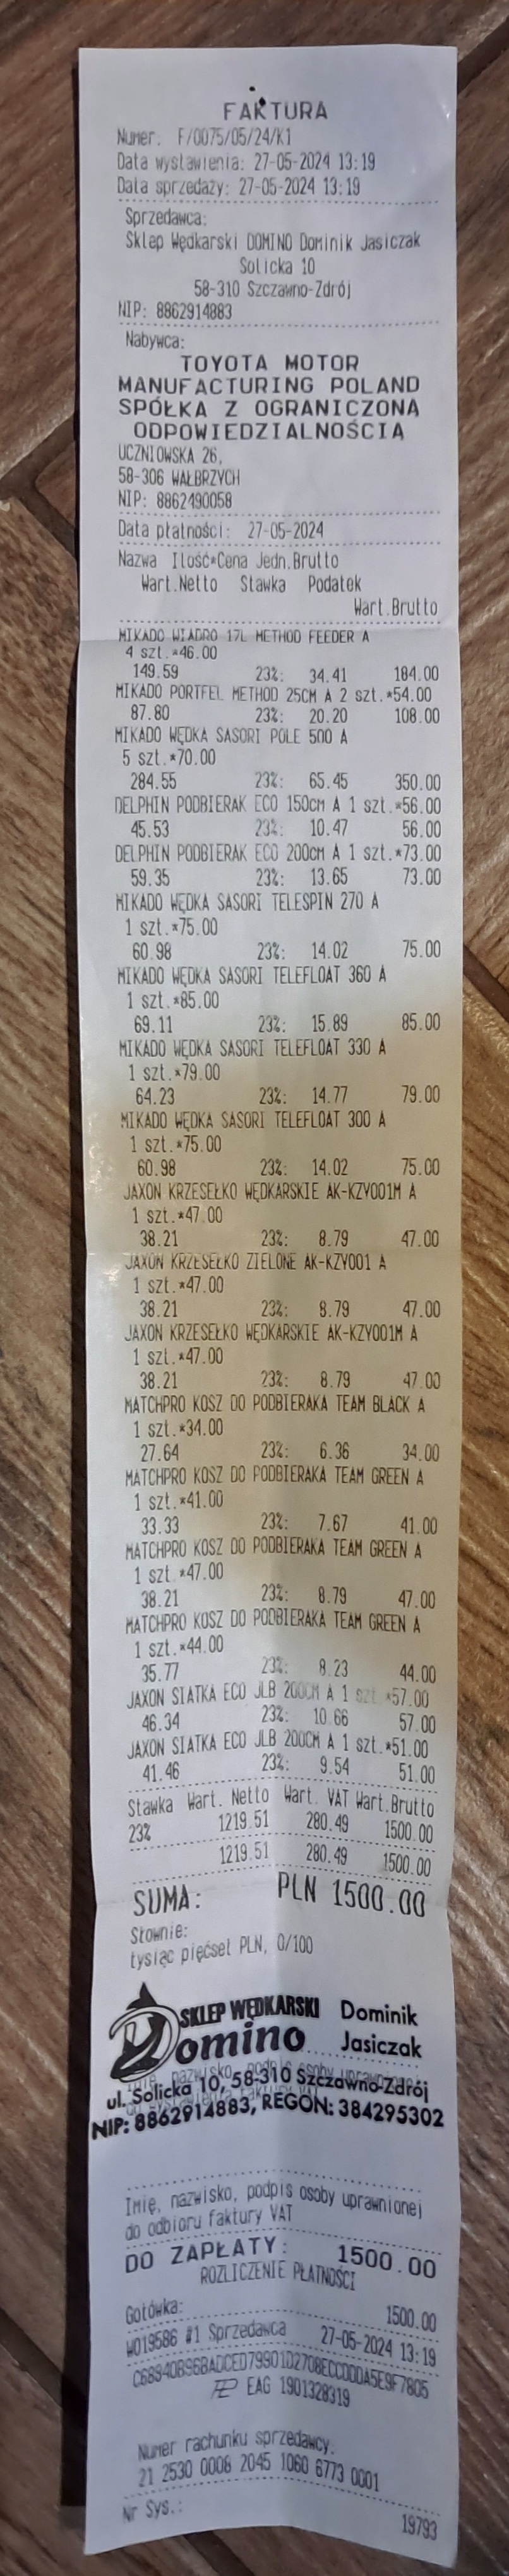 FAKTURA
Numer. F/0075/05/24/K1
Data wystawienia: 27-05-2024 13:19
Data sprzedaży: 27-05-2024 13:19
Sprzedawca:
Sklep Wędkarski DOMINO Dominik Jasiczak
Solicka 10
58-310 Szczawno-Zdrój
NIP: 8862914883
Nabywca:
TOYOTA MOTOR
MANUFACTURING POLAND
SPÓŁKA Z OGRANICZONĄ
ODPOWIEDZIALNOŚCIĄ
UCZNIOWSKA 26,
58-306 WAŁBRZYCH
NIP: 8862490058
Data płatności: 27-05-2024
Nazwa Ilość*Cena Jedn.Brutto
Wart.Netto Stawka Podatek
Wart.Brutto
MIKADO WIADRO 17L METHOD FEEDER A
4 szt.*46.00
149.59 23%: 34.41 184.00
MIKADO PORTFEL METHOD 25CM A 2 szt.*54.00
87.80 23%: 20.20 108.00
MIKADO WĘDKA SASORI POLE 500 A
5 szt.*70.00
284.55 23%: 65.45 350.00
DELPHIN PODBIERAK ECO 150cm A 1 szt.*56.00
45.53 23%: 10.47 56.00
DELPHIN PODBIERAK ECO 200cm A 1 szt.*73.00
59.35 23%: 13.65 73.00
MIKADO WĘDKA SASORI TELESPIN 270 A
1 szt.*75.00
60.98 23%: 14.02 75.00
MIKADO WĘDKA SASORI TELEFLOAT 360 A
1 szt.*85.00
69.11 23%: 15.89 85.00
MIKADO WĘDKA SASORI TELEFLOAT 330 A
1 szt.*79.00
64.23 23%: 14.77 79.00
MIKADO WĘDKA SASORI TELEFLOAT 300 A
1 szt.*75.00
60.98 23%: 14.02 75.00
JAXON KRZESEŁKO WĘDKARSKIE AK-KZY001M A
1 szt.*47.00
38.21 23%: 8.79 47.00
JAXON KRZESEŁKO ZIELONE AK-KZY001 A
1 szt.*47.00
38.21 23%: 8.79 47.00
JAXON KRZESEŁKO WĘDKARSKIE AK-KZY001M A
1 szt.*47.00
38.21 23%: 8.79 47.00
MATCHPRO KOSZ DO PODBIERAKA TEAM BLACK A
1 szt.*34.00
27.64 23%: 6.36 34.00
MATCHPRO KOSZ DO PODBIERAKA TEAM GREEN A
1 szt.*41.00
33.33 23%: 7.67 41.00
MATCHPRO KOSZ DO PODBIERAKA TEAM GREEN A
1 szt.*47.00
38.21 23%: 8.79 47.00
MATCHPRO KOSZ DO PODBIERAKA TEAM GREEN A
1 szt.*44.00
35.77 23%: 8.23 44.00
JAXON SIATKA ECO JLB 200CM A 1 szt.*57.00
46.34 23%: 10.66 57.00
JAXON SIATKA ECO JLB 200CM A 1 szt.*51.00
41.46 23%: 9.54 51.00
Stawka Wart. Netto Wart. VAT Wart.Brutto
23% 1219.51 280.49 1500.00
1219.51 280.49 1500.00
SUMA: PLN 1500.00
Słownie:
tysiąc pięćset PLN, 0/100
SKLEP WĘDKARSKI Dominik
Domino Jasiczak
Imię, nazwisko, podpis osoby uprawnionej
ul. Solicka 10, 58-310 Szczawno-Zdrój
NIP: 8862914883, REGON: 384295302
Imię, nazwisko, podpis osoby uprawnionej
do odbioru faktury VAT
DO ZAPŁATY: 1500.00
ROZLICZENIE PŁATNOŚCI
Gotówka: 1500.00
W019586 #1 Sprzedawca 27-05-2024 13:19
EAG 1901328319
Numer rachunku sprzedawcy:
21 2530 0008 2045 1060 6773 0001
Nr Sys.: 19793